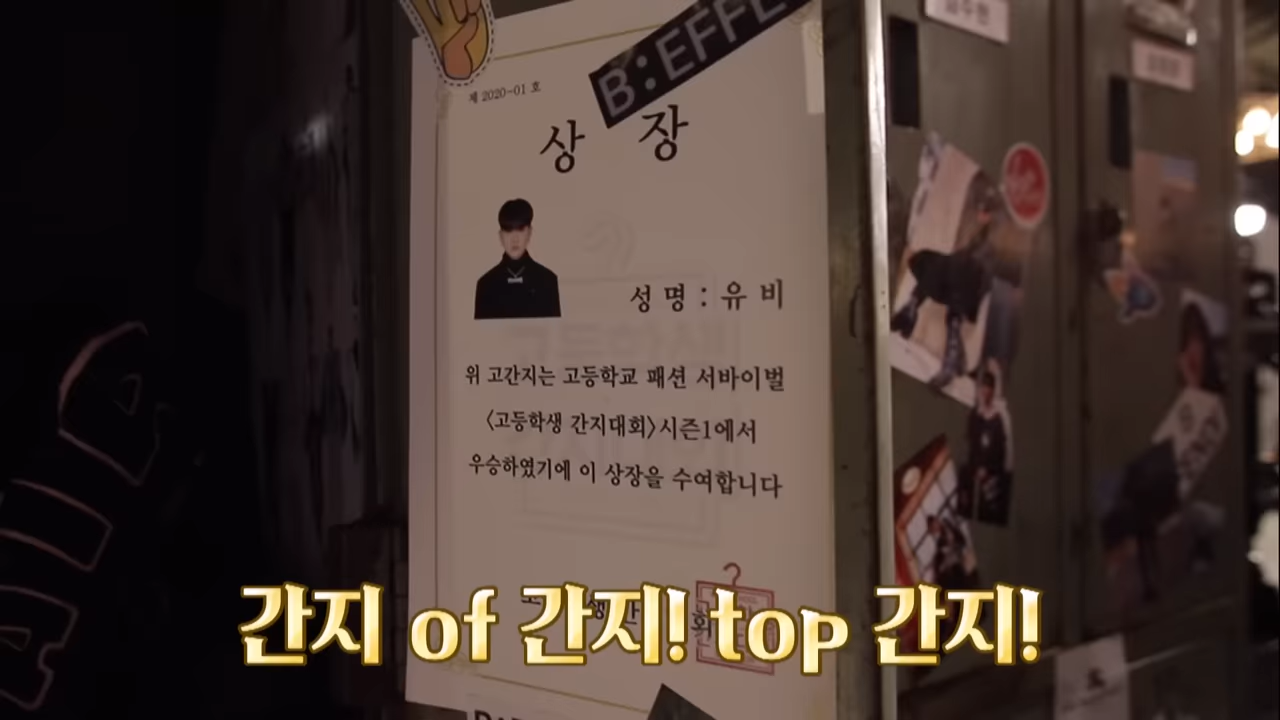 B:EFFE
제 2020-01 호
상 장
성 명 : 유 비
위 고간지는 고등학교 패션 서바이벌
〈고등학생 간지대회〉시즌1에서
우승하였기에 이 상장을 수여합니다
간지 of 간지! top 간지!